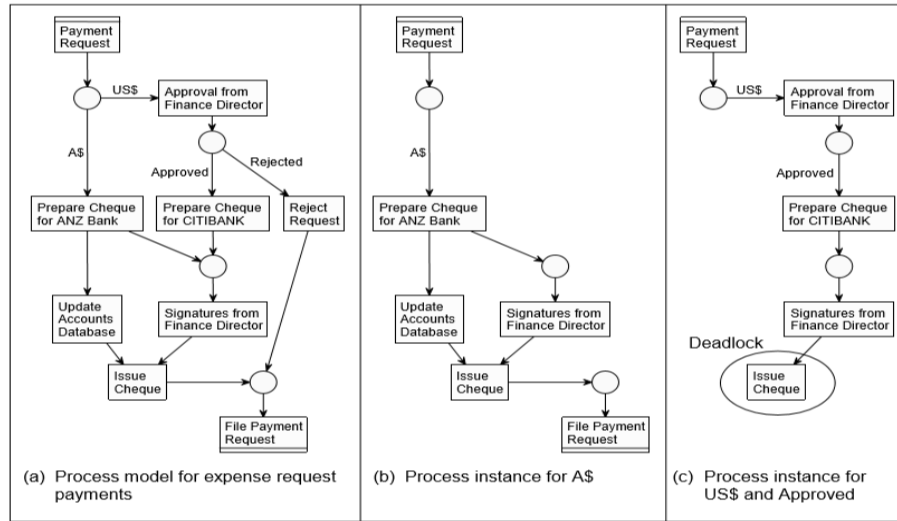 Payment
Request
US$
Approval from
Finance Director
A$
Approved
Rejected
Prepare Cheque
for ANZ Bank
Prepare Cheque
for CITIBANK
Reject
Request
Update
Accounts
Database
Signatures from
Finance Director
Issue
Cheque
File Payment
Request
(a) Process model for expense request
payments
Payment
Request
A$
Prepare Cheque
for ANZ Bank
Update
Accounts
Database
Signatures from
Finance Director
Issue
Cheque
File Payment
Request
(b) Process instance for A$
Payment
Request
US$
Approval from
Finance Director
Approved
Prepare Cheque
for CITIBANK
Signatures from
Finance Director
Deadlock
Issue
Cheque
(c) Process instance for
US$ and Approved